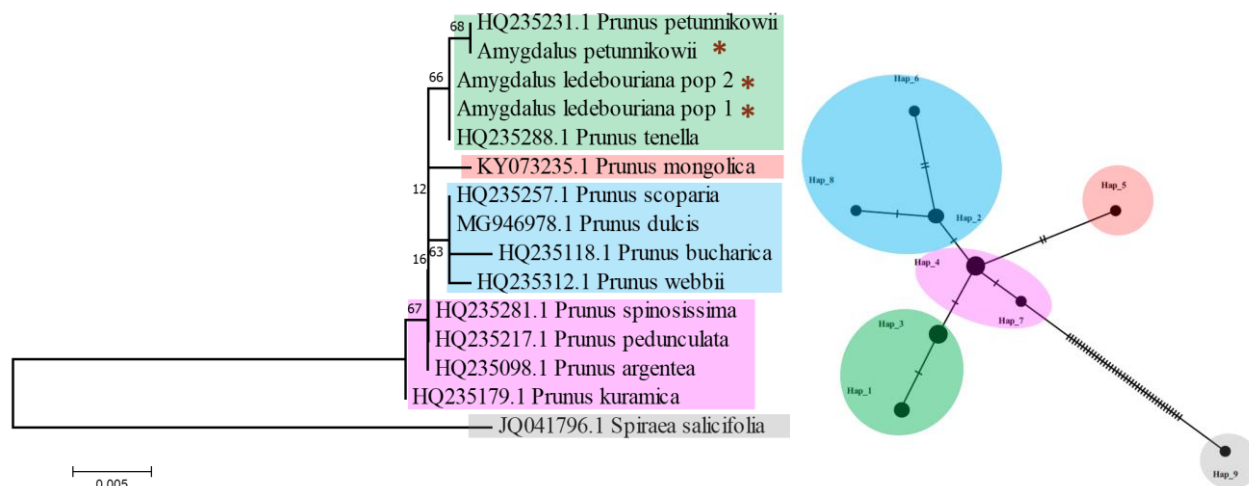 68
HQ235231.1 Prunus petunnikowii
Amygdalus petunnikowii *
66
Amygdalus ledebouriana pop 2 *
Amygdalus ledebouriana pop 1 *
HQ235288.1 Prunus tenella
KY073235.1 Prunus mongolica
12
HQ235257.1 Prunus scoparia
MG946978.1 Prunus dulcis
63
HQ235118.1 Prunus bucharica
16
HQ235312.1 Prunus webbii
67
HQ235281.1 Prunus spinosissima
HQ235217.1 Prunus pedunculata
HQ235098.1 Prunus argentea
HQ235179.1 Prunus kuramica
JQ041796.1 Spiraea salicifolia
0.005
Hap_6
Hap_8
Hap_2
Hap_5
Hap_4
Hap_7
Hap_3
Hap_1
Hap_9